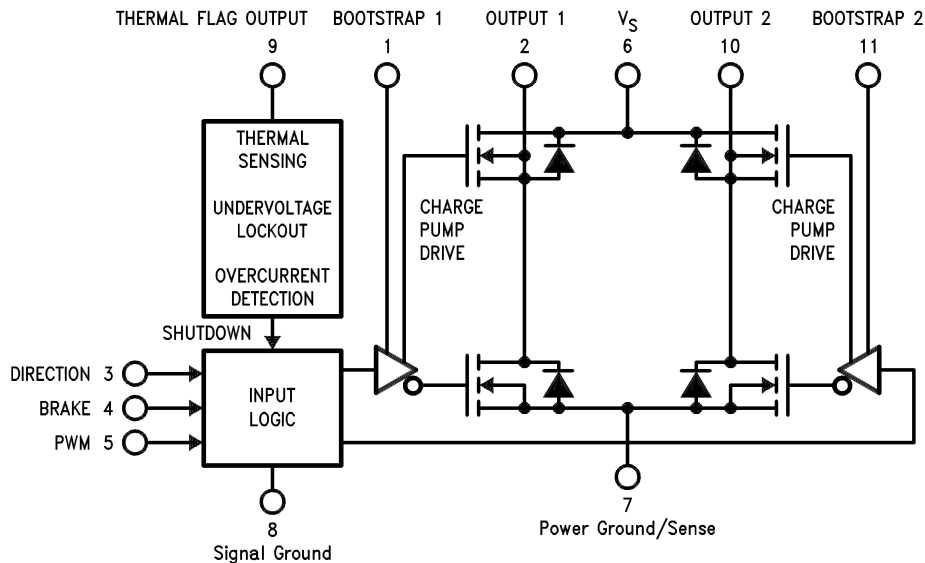 THERMAL FLAG OUTPUT
9
BOOTSTRAP 1
1
OUTPUT 1
2
VS
6
OUTPUT 2
10
BOOTSTRAP 2
11
THERMAL
SENSING
UNDERVOLTAGE
LOCKOUT
OVERCURRENT
DETECTION
CHARGE
PUMP
DRIVE
CHARGE
PUMP
DRIVE
SHUTDOWN
DIRECTION 3
BRAKE 4
PWM 5
INPUT
LOGIC
8
Signal Ground
7
Power Ground/Sense